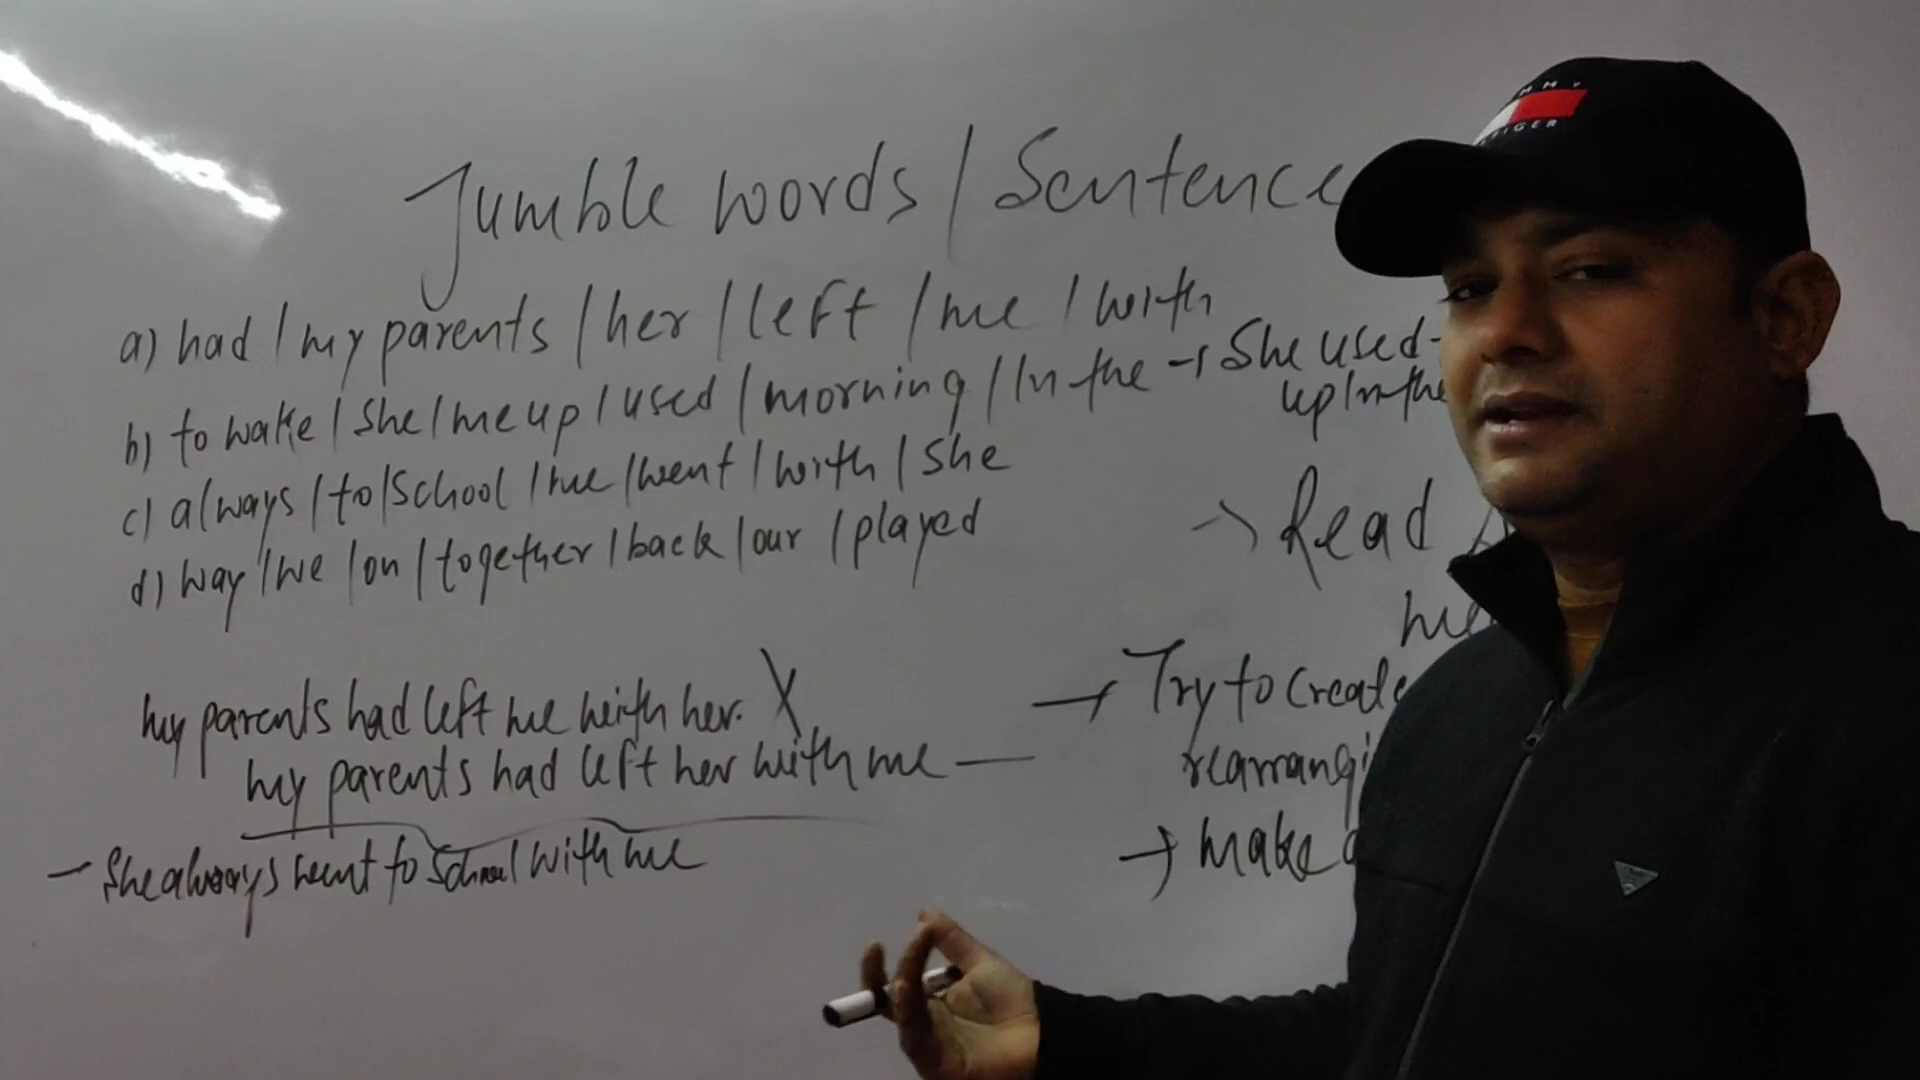 Jumble words / Sentence
a) had / my parents / her / left / me / with
b) to wake / She / me up / used / morning / In the → She used
up In the
c) always / to / School / me / went / with / she
d) way / we / on / together / back / our / played
→ Read
my parents had left me with her. X
my parents had left her with me —
→ Try to create
rearrangi
- She always went to School with me
→ make